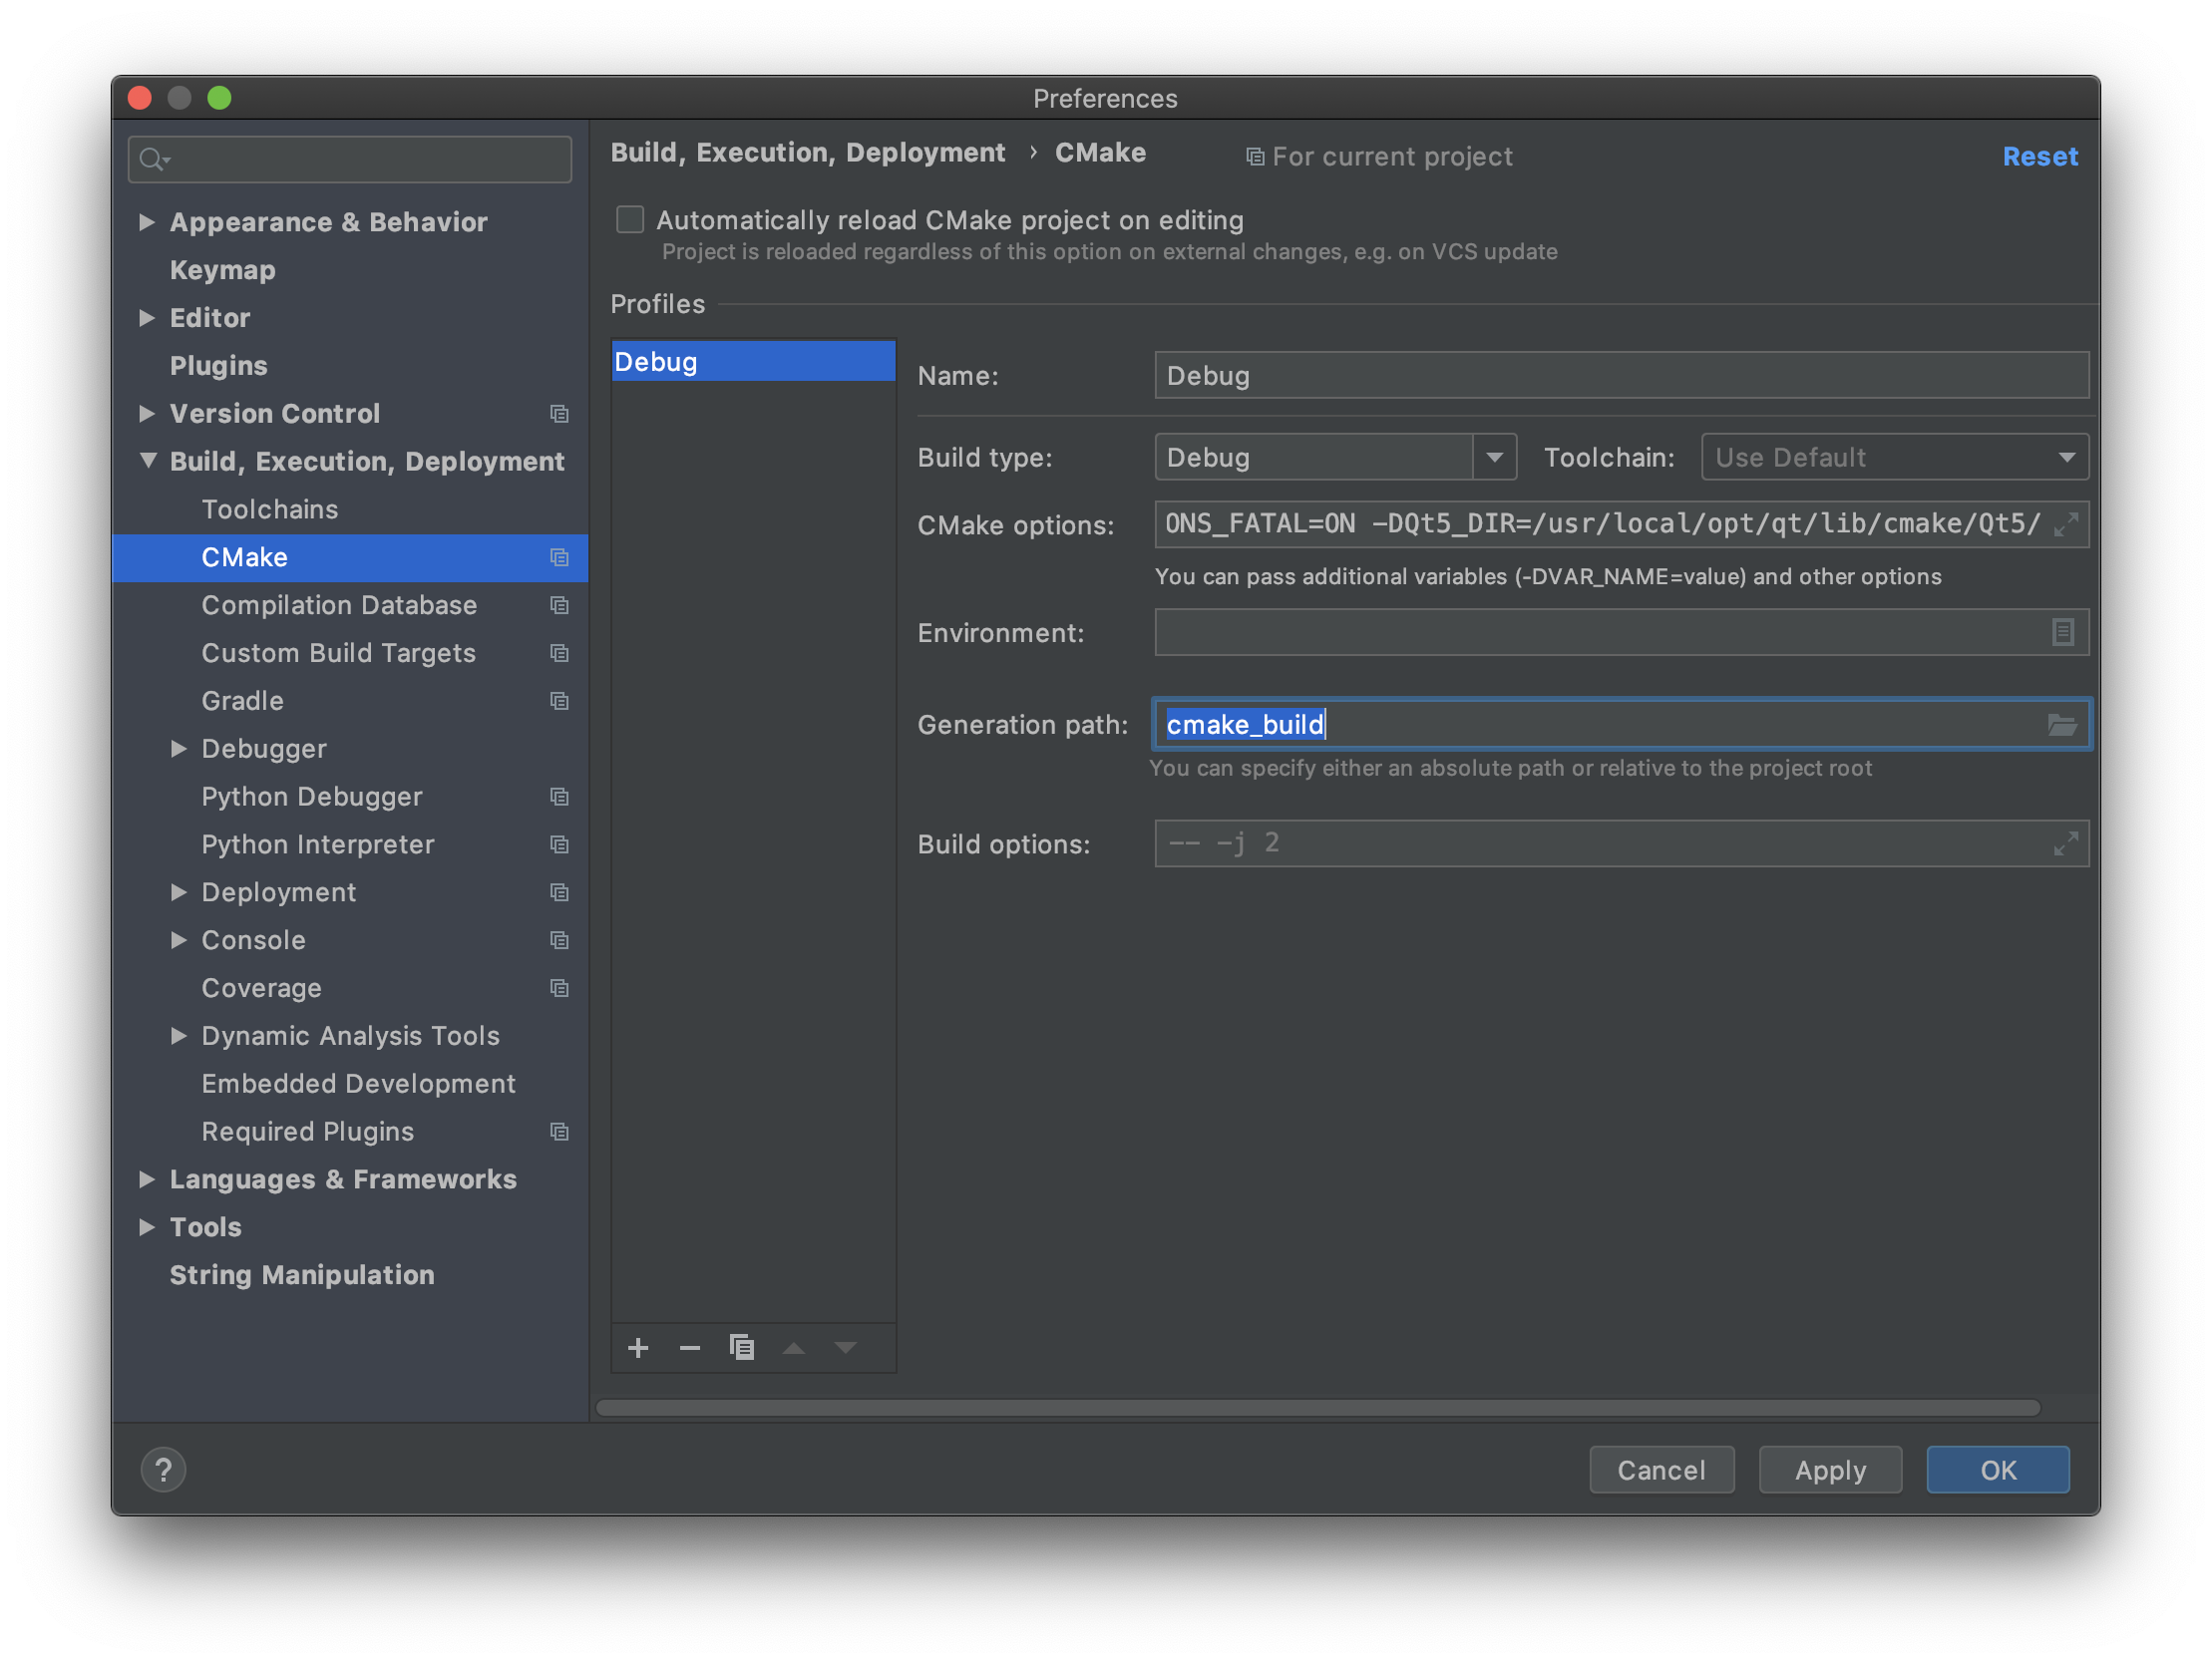 Preferences
Build, Execution, Deployment › CMake
For current project
Reset
Appearance & Behavior
Keymap
Editor
Plugins
Version Control
Build, Execution, Deployment
Toolchains
CMake
Compilation Database
Custom Build Targets
Gradle
Debugger
Python Debugger
Python Interpreter
Deployment
Console
Coverage
Dynamic Analysis Tools
Embedded Development
Required Plugins
Languages & Frameworks
Tools
String Manipulation
Automatically reload CMake project on editing
Project is reloaded regardless of this option on external changes, e.g. on VCS update
Profiles
Debug
Name: Debug
Build type: Debug Toolchain: Use Default
CMake options: ONS_FATAL=ON -DQt5_DIR=/usr/local/opt/qt/lib/cmake/Qt5/
You can pass additional variables (-DVAR_NAME=value) and other options
Environment:
Generation path: cmake_build
You can specify either an absolute path or relative to the project root
Build options: -- -j 2
?
Cancel
Apply
OK